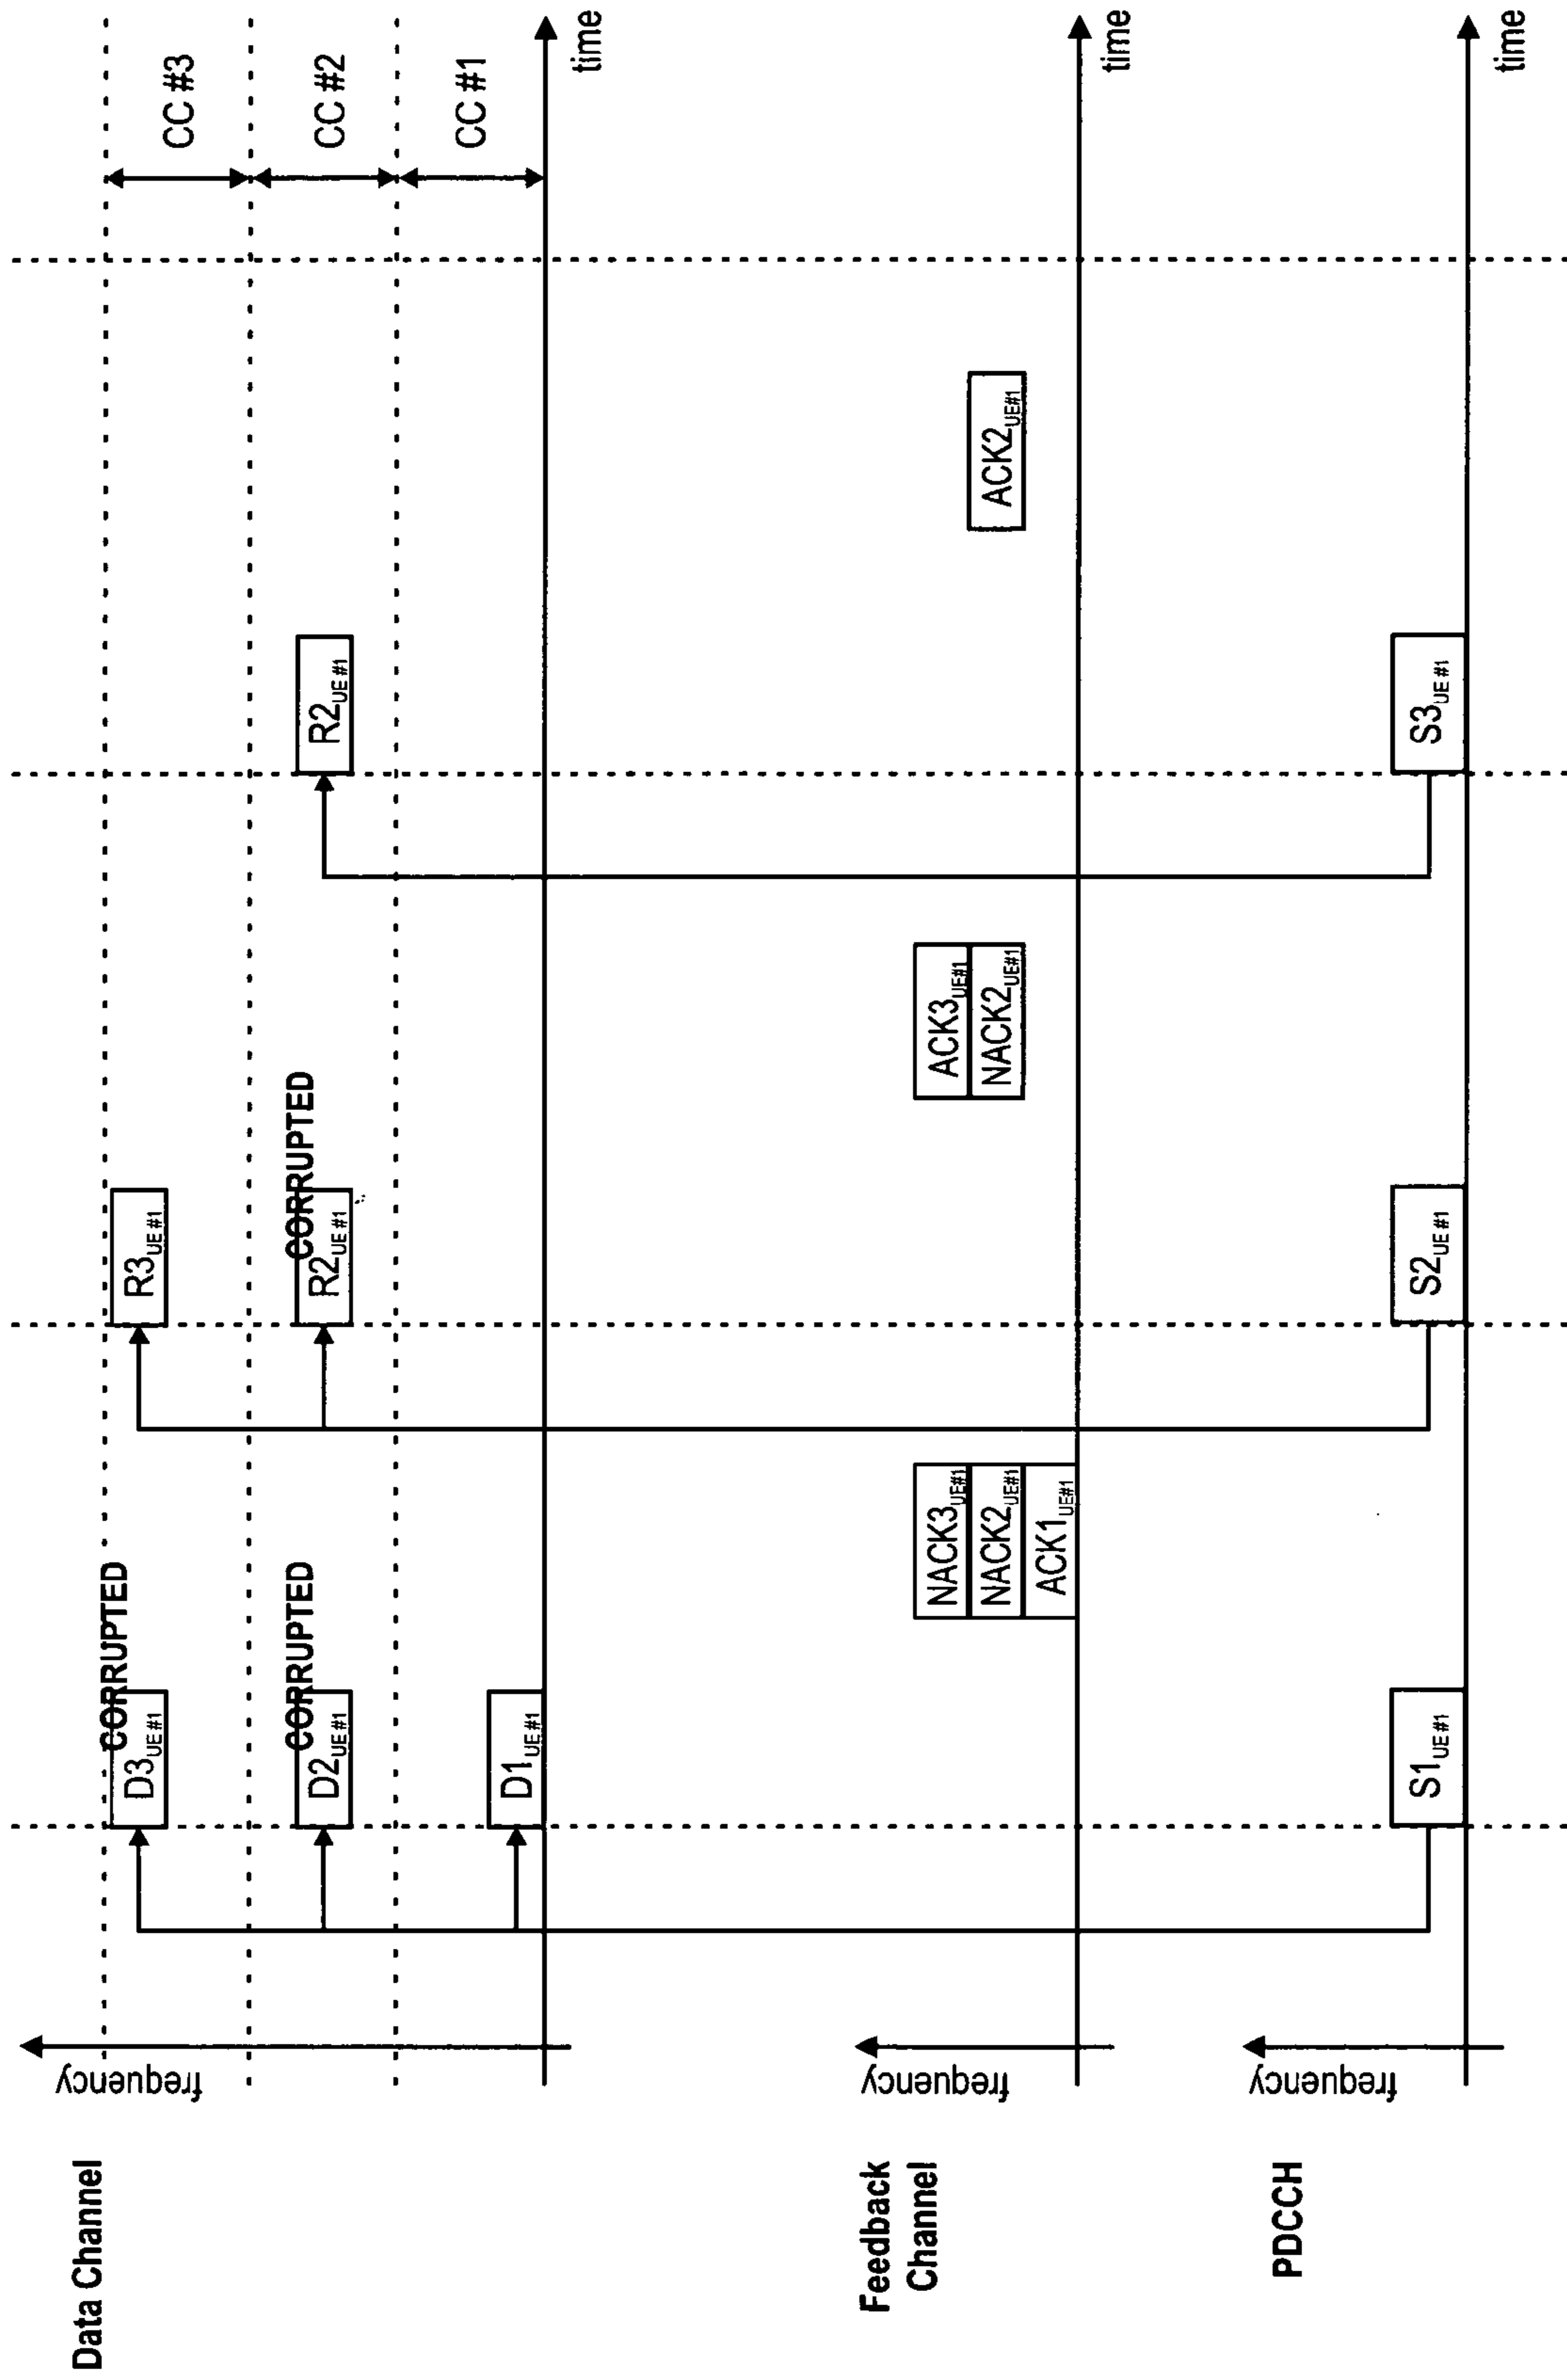 Data Channel
frequency
D3UE #1
CORRUPTED
R3UE #1
CC #3
D2UE #1
CORRUPTED
R2UE #1
CORRUPTED
R2UE #1
CC #2
D1UE #1
CC #1
time
Feedback
Channel
frequency
NACK3UE#1
NACK2UE#1
ACK1UE#1
ACK3UE#1
NACK2UE#1
ACK2UE#1
time
PDCCH
frequency
S1UE #1
S2UE #1
S3UE #1
time